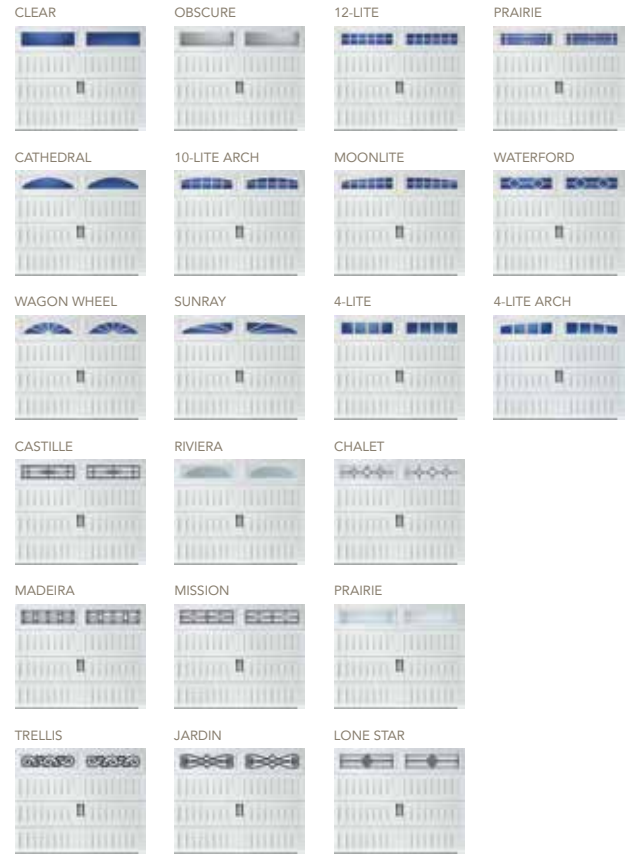 CLEAR
OBSCURE
12-LITE
PRAIRIE
CATHEDRAL
10-LITE ARCH
MOONLITE
WATERFORD
WAGON WHEEL
SUNRAY
4-LITE
4-LITE ARCH
CASTILLE
RIVIERA
CHALET
MADEIRA
MISSION
PRAIRIE
TRELLIS
JARDIN
LONE STAR